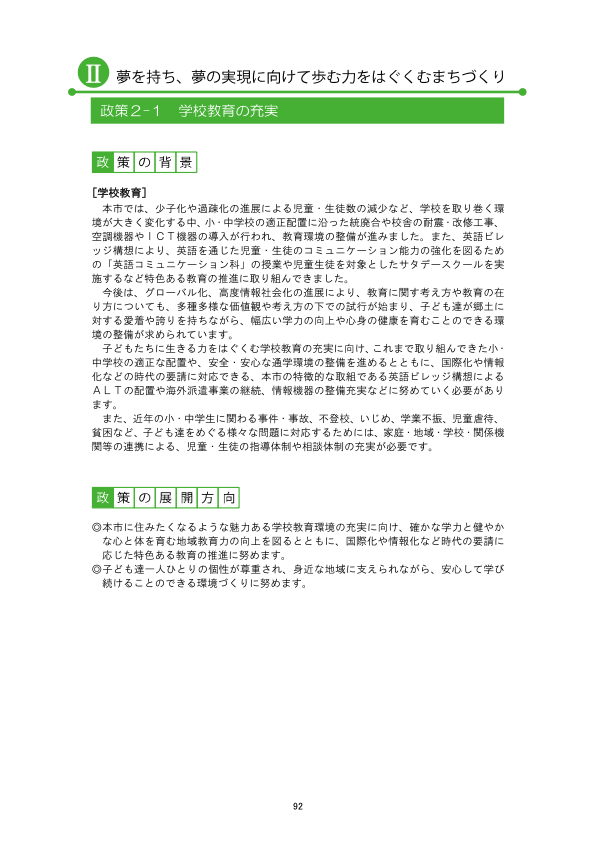 Ⅱ 夢を持ち、夢の実現に向けて歩む力をはぐくむまちづくり
政策２-１　学校教育の充実
政策の背景
［学校教育］
　本市では、少子化や過疎化の進展による児童・生徒数の減少など、学校を取り巻く環
境が大きく変化する中、小・中学校の適正配置に沿った統廃合や校舎の耐震・改修工事、
空調機器やＩＣＴ機器の導入が行われ、教育環境の整備が進みました。また、英語ビレ
ッジ構想により、英語を通じた児童・生徒のコミュニケーション能力の強化を図るため
の「英語コミュニケーション科」の授業や児童生徒を対象としたサタデースクールを実
施するなど特色ある教育の推進に取り組んできました。
　今後は、グローバル化、高度情報社会化の進展により、教育に関す考え方や教育の在
り方についても、多種多様な価値観や考え方の下での試行が始まり、子ども達が郷土に
対する愛着や誇りを持ちながら、幅広い学力の向上や心身の健康を育むことのできる環
境の整備が求められています。
　子どもたちに生きる力をはぐくむ学校教育の充実に向け、これまで取り組んできた小・
中学校の適正な配置や、安全・安心な通学環境の整備を進めるとともに、国際化や情報
化などの時代の要請に対応できる、本市の特徴的な取組である英語ビレッジ構想による
ＡＬＴの配置や海外派遣事業の継続、情報機器の整備充実などに努めていく必要があり
ます。
　また、近年の小・中学生に関わる事件・事故、不登校、いじめ、学業不振、児童虐待、
貧困など、子ども達をめぐる様々な問題に対応するためには、家庭・地域・学校・関係機
関等の連携による、児童・生徒の指導体制や相談体制の充実が必要です。
政策の展開方向
◎本市に住みたくなるような魅力ある学校教育環境の充実に向け、確かな学力と健やか
な心と体を育む地域教育力の向上を図るとともに、国際化や情報化など時代の要請に
応じた特色ある教育の推進に努めます。
◎子ども達一人ひとりの個性が尊重され、身近な地域に支えられながら、安心して学び
続けることのできる環境づくりに努めます。
92